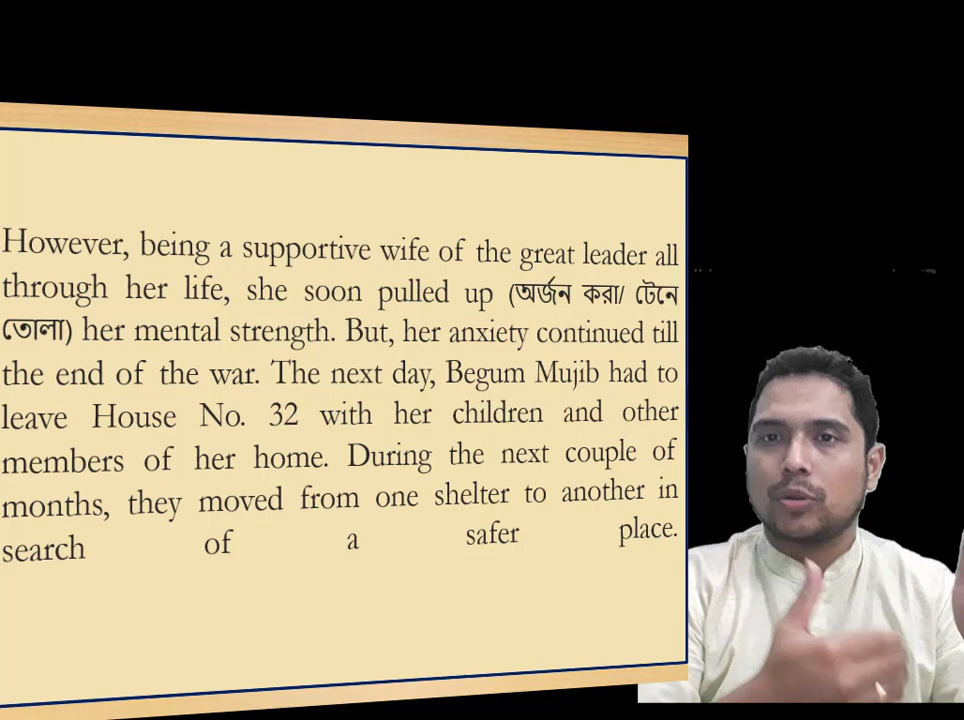 However, being a supportive wife of the great leader all
through her life, she soon pulled up (অর্জন করা/ টেনে
তোলা) her mental strength. But, her anxiety continued till
the end of the war. The next day, Begum Mujib had to
leave House No. 32 with her children and other
members of her home. During the next couple of
months, they moved from one shelter to another in
search of a safer place.